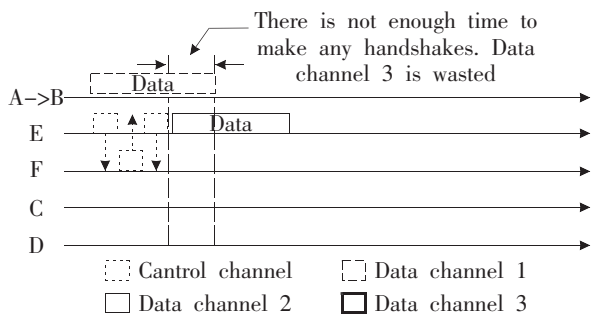 There is not enough time to
make any handshakes. Data
channel 3 is wasted
Data
A->B
E
Data
F
C
D
Cantrol channel
Data channel 1
Data channel 2
Data channel 3